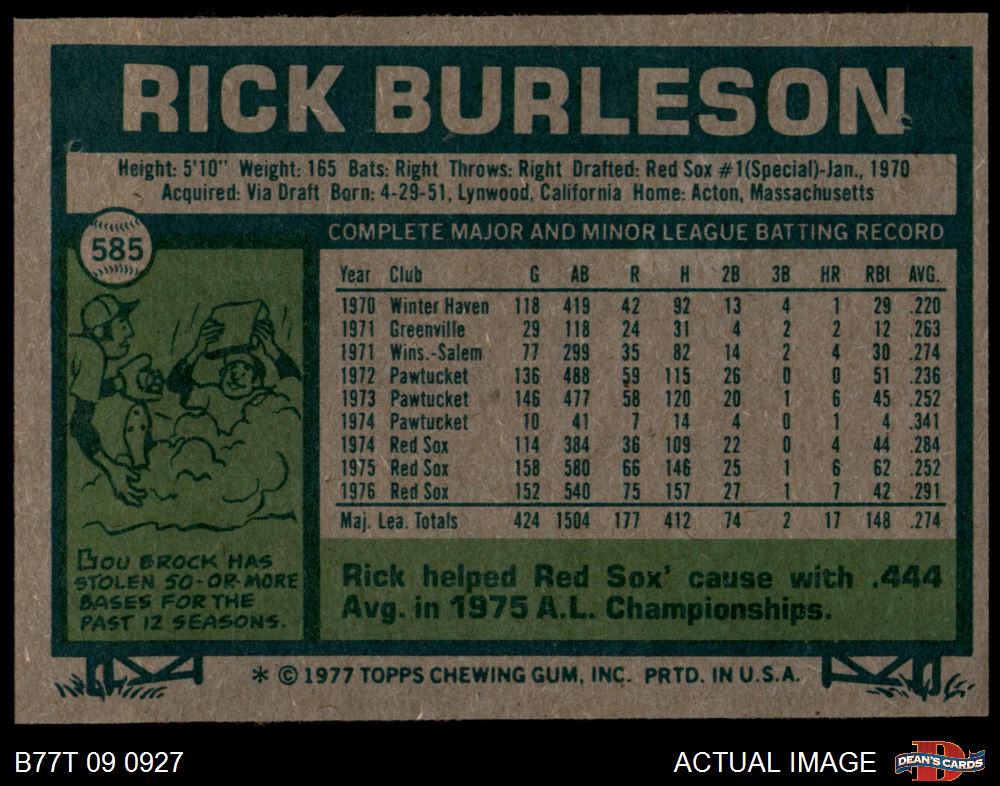 RICK BURLESON
Height: 5'10" Weight: 165 Bats: Right Throws: Right Drafted: Red Sox #1(Special)-Jan., 1970
Acquired: Via Draft Born: 4-29-51, Lynwood, California Home: Acton, Massachusetts
585
COMPLETE MAJOR AND MINOR LEAGUE BATTING RECORD
Year Club G AB R H 2B 3B HR RBI AVG.
1970 Winter Haven 118 419 42 92 13 4 1 29 .220
1971 Greenville 29 118 24 31 4 2 2 12 .263
1971 Wins.-Salem 77 299 35 82 14 2 4 30 .274
1972 Pawtucket 136 488 59 115 26 0 0 51 .236
1973 Pawtucket 146 477 58 120 20 1 6 45 .252
1974 Pawtucket 10 41 7 14 4 0 1 4 .341
1974 Red Sox 114 384 36 109 22 0 4 44 .284
1975 Red Sox 158 580 66 146 25 1 6 62 .252
1976 Red Sox 152 540 75 157 27 1 7 42 .291
Maj. Lea. Totals 424 1504 177 412 74 2 17 148 .274
LOU BROCK HAS
STOLEN 50-OR-MORE
BASES FOR THE
PAST 12 SEASONS.
Rick helped Red Sox' cause with .444
Avg. in 1975 A.L. Championships.
* © 1977 TOPPS CHEWING GUM, INC. PRTD. IN U.S.A.
B77T 09 0927
ACTUAL IMAGE
D
DEAN'S CARDS